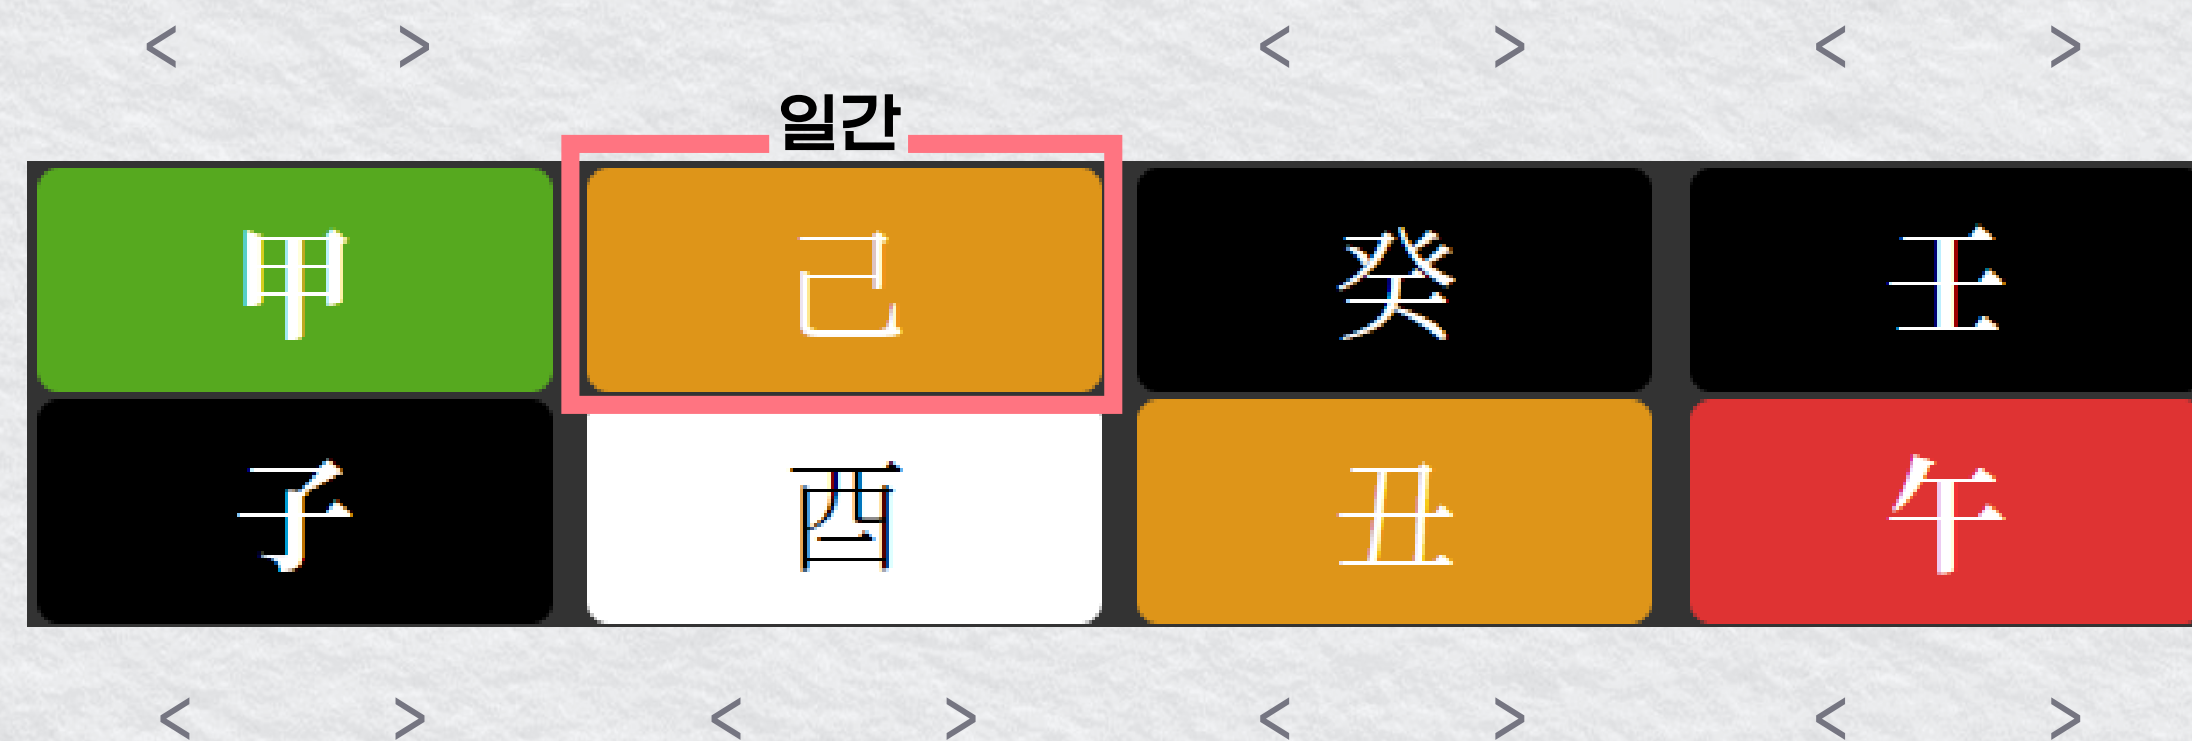 < > < > < >
일간
甲 己 癸 壬
子 酉 丑 午
< > < > < > < >